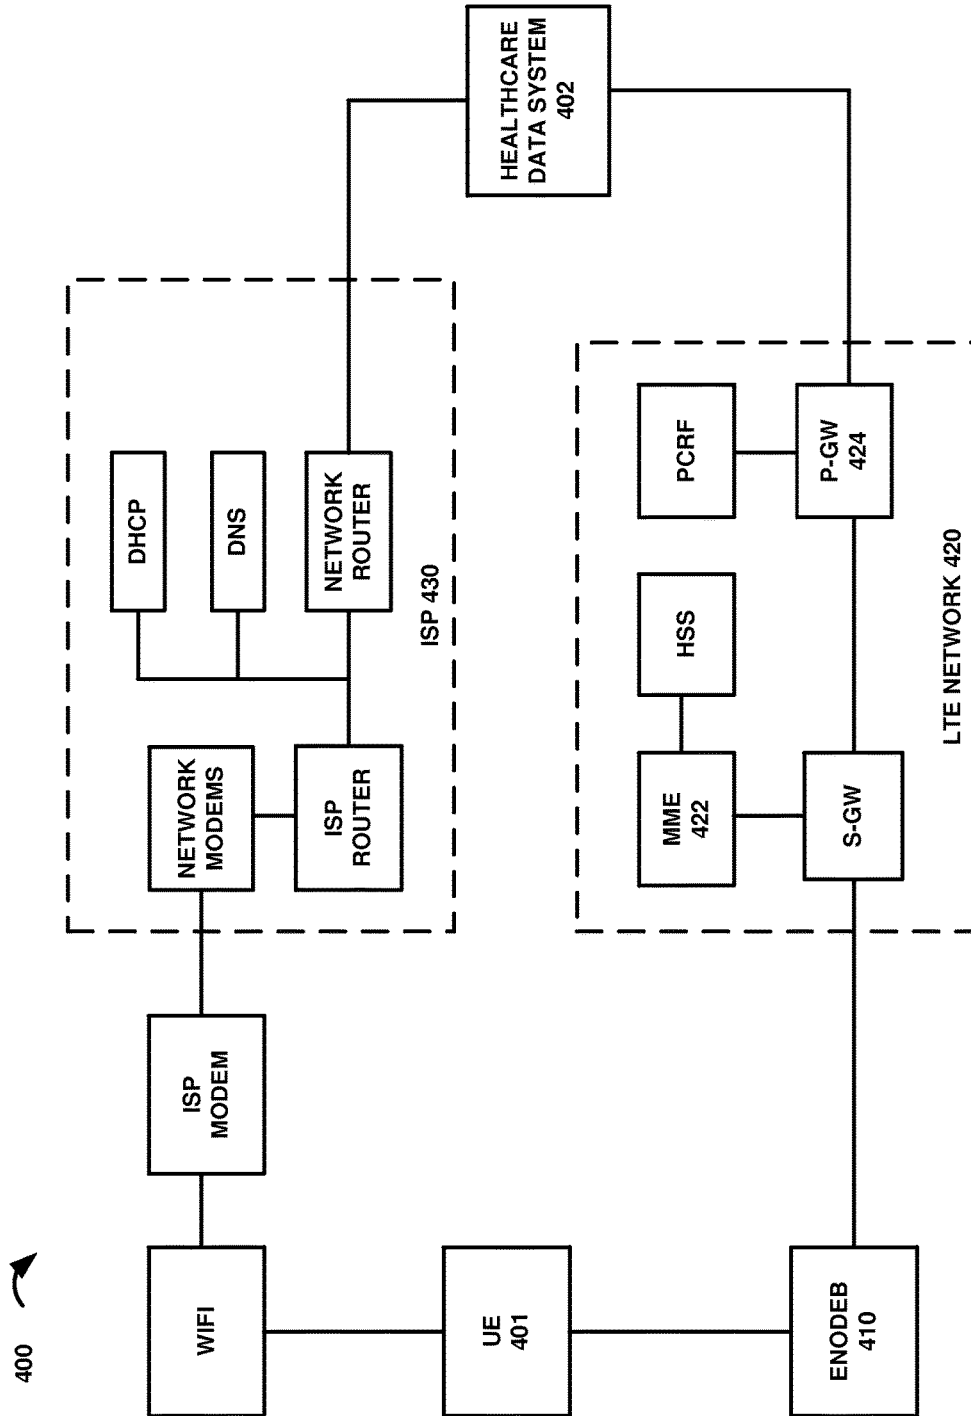 400
WIFI
ISP
MODEM
NETWORK
MODEMS
ISP
ROUTER
DHCP
DNS
NETWORK
ROUTER
ISP 430
UE
401
HEALTHCARE
DATA SYSTEM
402
ENODEB
410
MME
422
HSS
PCRF
S-GW
P-GW
424
LTE NETWORK 420